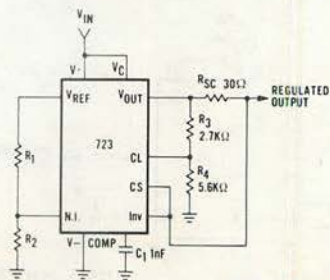 VIN
V+ VC
VREF VOUT
RSC 30Ω
REGULATED
OUTPUT
R3
2.7KΩ
R1
723
CL
R4
5.6KΩ
CS
N.I. Inv
R2
V− COMP
C1 1nF